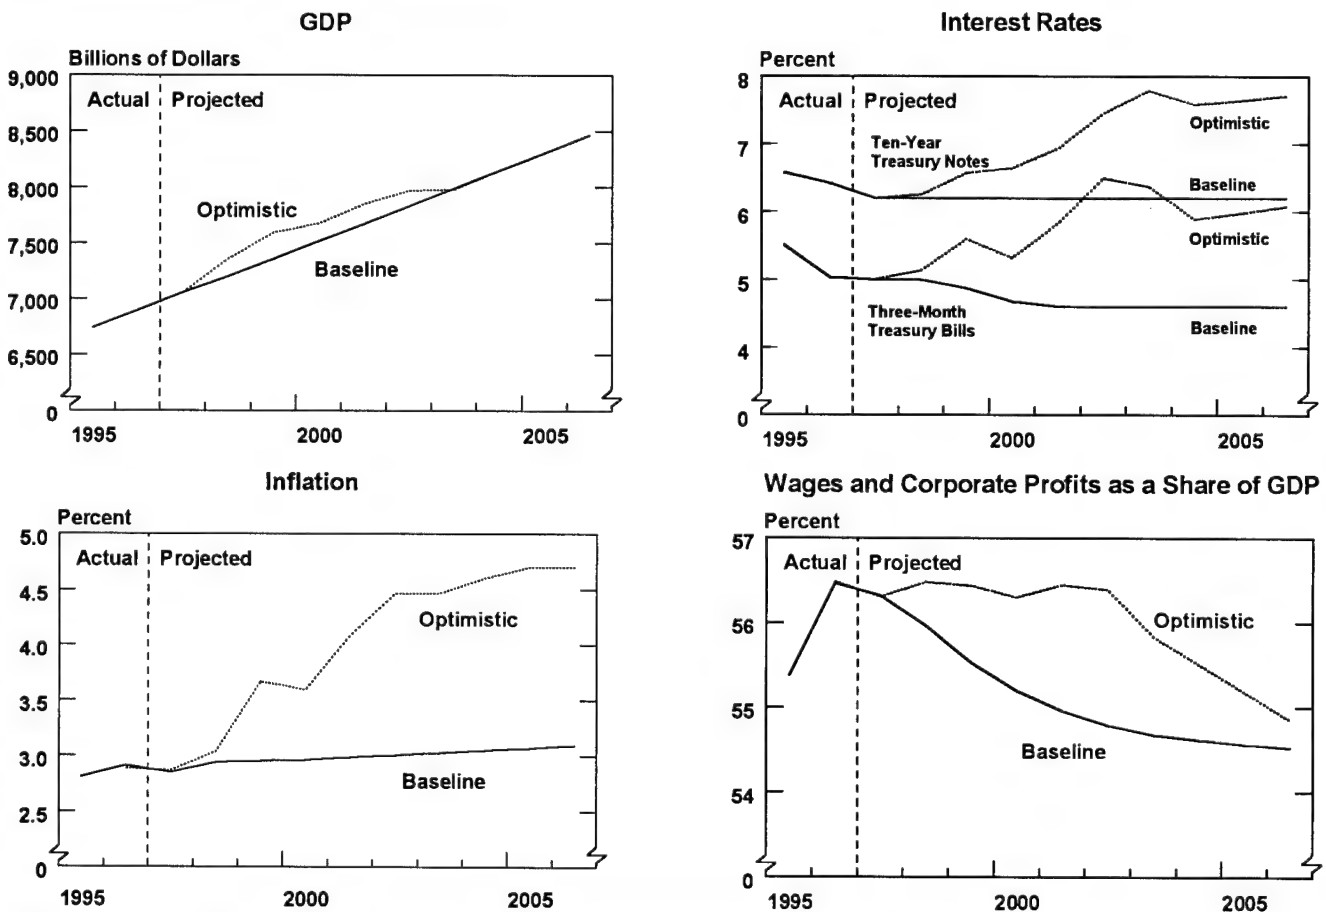 GDP
Billions of Dollars
9,000
Actual Projected
8,500
8,000
Optimistic
7,500
Baseline
7,000
6,500
0
1995 2000 2005
Interest Rates
Percent
8
Actual Projected
Optimistic
Ten-Year
Treasury Notes
7
Baseline
6
Optimistic
5
Three-Month
Treasury Bills
Baseline
4
0
1995 2000 2005
Inflation
Percent
5.0
Actual Projected
4.5
Optimistic
4.0
3.5
3.0
Baseline
2.5
0
1995 2000 2005
Wages and Corporate Profits as a Share of GDP
Percent
57
Actual Projected
56
Optimistic
55
Baseline
54
0
1995 2000 2005